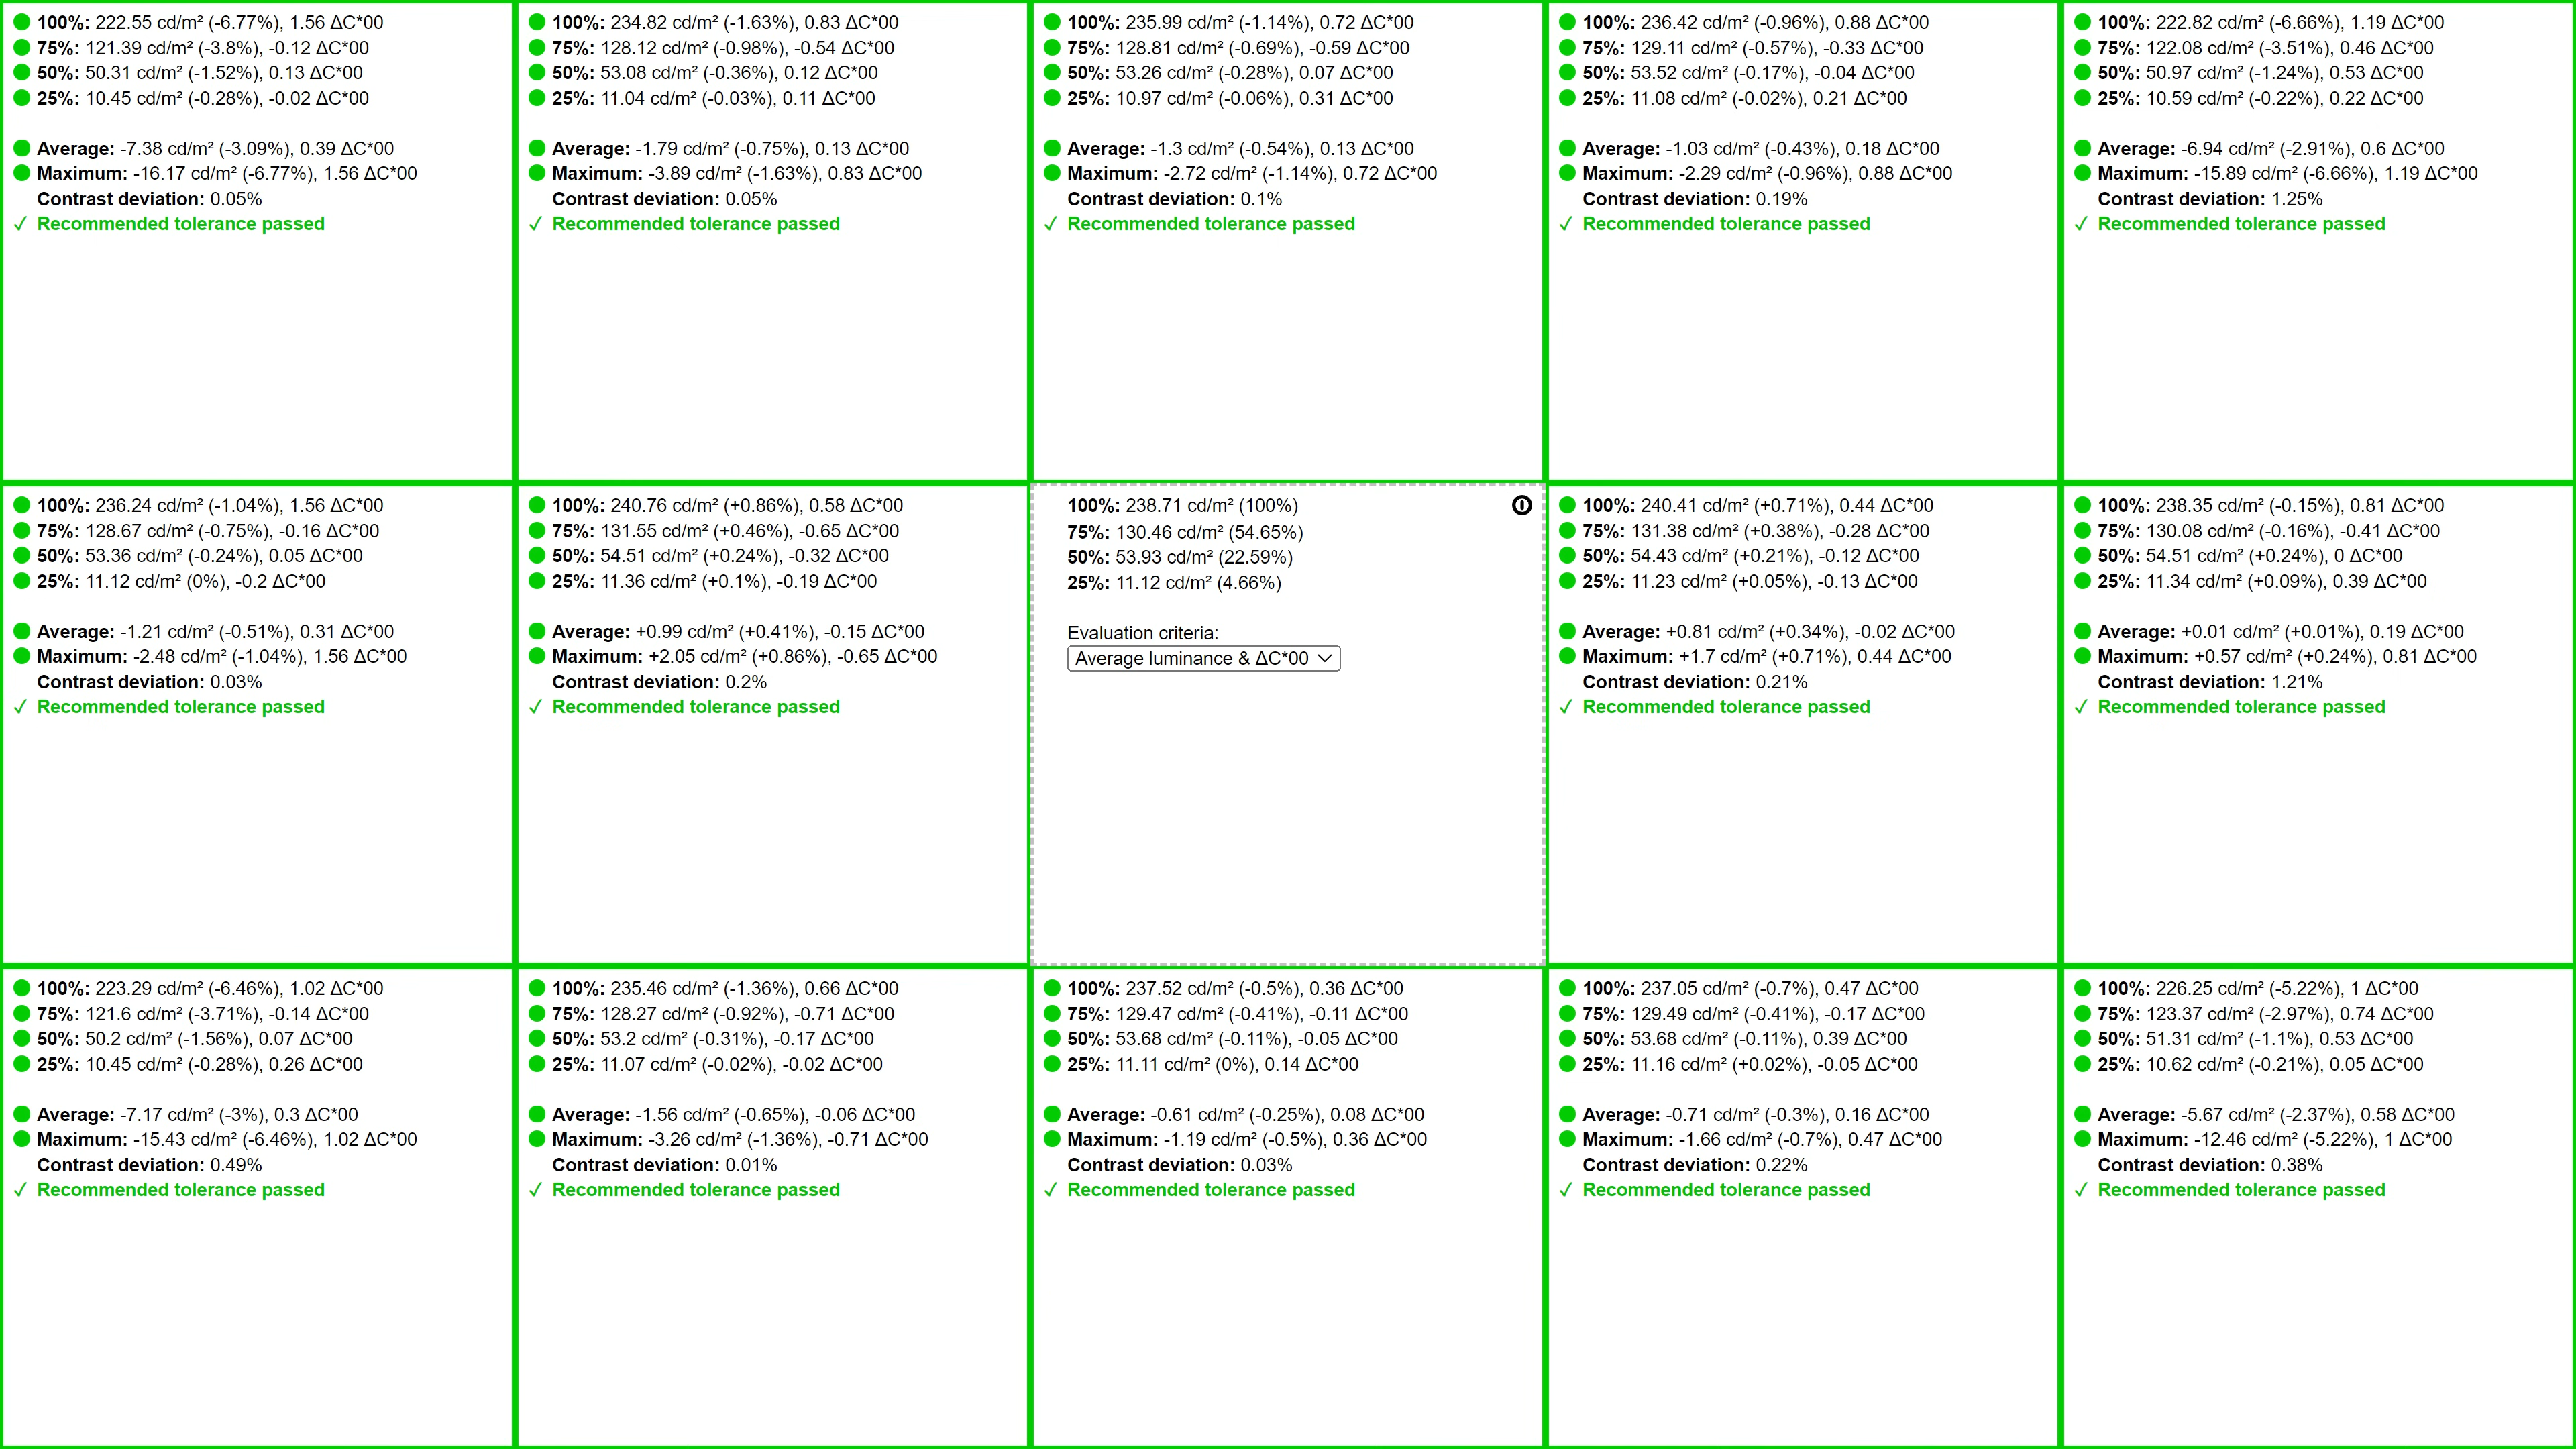 100%: 222.55 cd/m² (-6.77%), 1.56 ΔC*00
75%: 121.39 cd/m² (-3.8%), -0.12 ΔC*00
50%: 50.31 cd/m² (-1.52%), 0.13 ΔC*00
25%: 10.45 cd/m² (-0.28%), -0.02 ΔC*00
Average: -7.38 cd/m² (-3.09%), 0.39 ΔC*00
Maximum: -16.17 cd/m² (-6.77%), 1.56 ΔC*00
Contrast deviation: 0.05%
✓ Recommended tolerance passed
100%: 234.82 cd/m² (-1.63%), 0.83 ΔC*00
75%: 128.12 cd/m² (-0.98%), -0.54 ΔC*00
50%: 53.08 cd/m² (-0.36%), 0.12 ΔC*00
25%: 11.04 cd/m² (-0.03%), 0.11 ΔC*00
Average: -1.79 cd/m² (-0.75%), 0.13 ΔC*00
Maximum: -3.89 cd/m² (-1.63%), 0.83 ΔC*00
Contrast deviation: 0.05%
✓ Recommended tolerance passed
100%: 235.99 cd/m² (-1.14%), 0.72 ΔC*00
75%: 128.81 cd/m² (-0.69%), -0.59 ΔC*00
50%: 53.26 cd/m² (-0.28%), 0.07 ΔC*00
25%: 10.97 cd/m² (-0.06%), 0.31 ΔC*00
Average: -1.3 cd/m² (-0.54%), 0.13 ΔC*00
Maximum: -2.72 cd/m² (-1.14%), 0.72 ΔC*00
Contrast deviation: 0.1%
✓ Recommended tolerance passed
100%: 236.42 cd/m² (-0.96%), 0.88 ΔC*00
75%: 129.11 cd/m² (-0.57%), -0.33 ΔC*00
50%: 53.52 cd/m² (-0.17%), -0.04 ΔC*00
25%: 11.08 cd/m² (-0.02%), 0.21 ΔC*00
Average: -1.03 cd/m² (-0.43%), 0.18 ΔC*00
Maximum: -2.29 cd/m² (-0.96%), 0.88 ΔC*00
Contrast deviation: 0.19%
✓ Recommended tolerance passed
100%: 222.82 cd/m² (-6.66%), 1.19 ΔC*00
75%: 122.08 cd/m² (-3.51%), 0.46 ΔC*00
50%: 50.97 cd/m² (-1.24%), 0.53 ΔC*00
25%: 10.59 cd/m² (-0.22%), 0.22 ΔC*00
Average: -6.94 cd/m² (-2.91%), 0.6 ΔC*00
Maximum: -15.89 cd/m² (-6.66%), 1.19 ΔC*00
Contrast deviation: 1.25%
✓ Recommended tolerance passed
100%: 236.24 cd/m² (-1.04%), 1.56 ΔC*00
75%: 128.67 cd/m² (-0.75%), -0.16 ΔC*00
50%: 53.36 cd/m² (-0.24%), 0.05 ΔC*00
25%: 11.12 cd/m² (0%), -0.2 ΔC*00
Average: -1.21 cd/m² (-0.51%), 0.31 ΔC*00
Maximum: -2.48 cd/m² (-1.04%), 1.56 ΔC*00
Contrast deviation: 0.03%
✓ Recommended tolerance passed
100%: 240.76 cd/m² (+0.86%), 0.58 ΔC*00
75%: 131.55 cd/m² (+0.46%), -0.65 ΔC*00
50%: 54.51 cd/m² (+0.24%), -0.32 ΔC*00
25%: 11.36 cd/m² (+0.1%), -0.19 ΔC*00
Average: +0.99 cd/m² (+0.41%), -0.15 ΔC*00
Maximum: +2.05 cd/m² (+0.86%), -0.65 ΔC*00
Contrast deviation: 0.2%
✓ Recommended tolerance passed
100%: 238.71 cd/m² (100%)
75%: 130.46 cd/m² (54.65%)
50%: 53.93 cd/m² (22.59%)
25%: 11.12 cd/m² (4.66%)
Evaluation criteria:
Average luminance & ΔC*00
100%: 240.41 cd/m² (+0.71%), 0.44 ΔC*00
75%: 131.38 cd/m² (+0.38%), -0.28 ΔC*00
50%: 54.43 cd/m² (+0.21%), -0.12 ΔC*00
25%: 11.23 cd/m² (+0.05%), -0.13 ΔC*00
Average: +0.81 cd/m² (+0.34%), -0.02 ΔC*00
Maximum: +1.7 cd/m² (+0.71%), 0.44 ΔC*00
Contrast deviation: 0.21%
✓ Recommended tolerance passed
100%: 238.35 cd/m² (-0.15%), 0.81 ΔC*00
75%: 130.08 cd/m² (-0.16%), -0.41 ΔC*00
50%: 54.51 cd/m² (+0.24%), 0 ΔC*00
25%: 11.34 cd/m² (+0.09%), 0.39 ΔC*00
Average: +0.01 cd/m² (+0.01%), 0.19 ΔC*00
Maximum: +0.57 cd/m² (+0.24%), 0.81 ΔC*00
Contrast deviation: 1.21%
✓ Recommended tolerance passed
100%: 223.29 cd/m² (-6.46%), 1.02 ΔC*00
75%: 121.6 cd/m² (-3.71%), -0.14 ΔC*00
50%: 50.2 cd/m² (-1.56%), 0.07 ΔC*00
25%: 10.45 cd/m² (-0.28%), 0.26 ΔC*00
Average: -7.17 cd/m² (-3%), 0.3 ΔC*00
Maximum: -15.43 cd/m² (-6.46%), 1.02 ΔC*00
Contrast deviation: 0.49%
✓ Recommended tolerance passed
100%: 235.46 cd/m² (-1.36%), 0.66 ΔC*00
75%: 128.27 cd/m² (-0.92%), -0.71 ΔC*00
50%: 53.2 cd/m² (-0.31%), -0.17 ΔC*00
25%: 11.07 cd/m² (-0.02%), -0.02 ΔC*00
Average: -1.56 cd/m² (-0.65%), -0.06 ΔC*00
Maximum: -3.26 cd/m² (-1.36%), -0.71 ΔC*00
Contrast deviation: 0.01%
✓ Recommended tolerance passed
100%: 237.52 cd/m² (-0.5%), 0.36 ΔC*00
75%: 129.47 cd/m² (-0.41%), -0.11 ΔC*00
50%: 53.68 cd/m² (-0.11%), -0.05 ΔC*00
25%: 11.11 cd/m² (0%), 0.14 ΔC*00
Average: -0.61 cd/m² (-0.25%), 0.08 ΔC*00
Maximum: -1.19 cd/m² (-0.5%), 0.36 ΔC*00
Contrast deviation: 0.03%
✓ Recommended tolerance passed
100%: 237.05 cd/m² (-0.7%), 0.47 ΔC*00
75%: 129.49 cd/m² (-0.41%), -0.17 ΔC*00
50%: 53.68 cd/m² (-0.11%), 0.39 ΔC*00
25%: 11.16 cd/m² (+0.02%), -0.05 ΔC*00
Average: -0.71 cd/m² (-0.3%), 0.16 ΔC*00
Maximum: -1.66 cd/m² (-0.7%), 0.47 ΔC*00
Contrast deviation: 0.22%
✓ Recommended tolerance passed
100%: 226.25 cd/m² (-5.22%), 1 ΔC*00
75%: 123.37 cd/m² (-2.97%), 0.74 ΔC*00
50%: 51.31 cd/m² (-1.1%), 0.53 ΔC*00
25%: 10.62 cd/m² (-0.21%), 0.05 ΔC*00
Average: -5.67 cd/m² (-2.37%), 0.58 ΔC*00
Maximum: -12.46 cd/m² (-5.22%), 1 ΔC*00
Contrast deviation: 0.38%
✓ Recommended tolerance passed